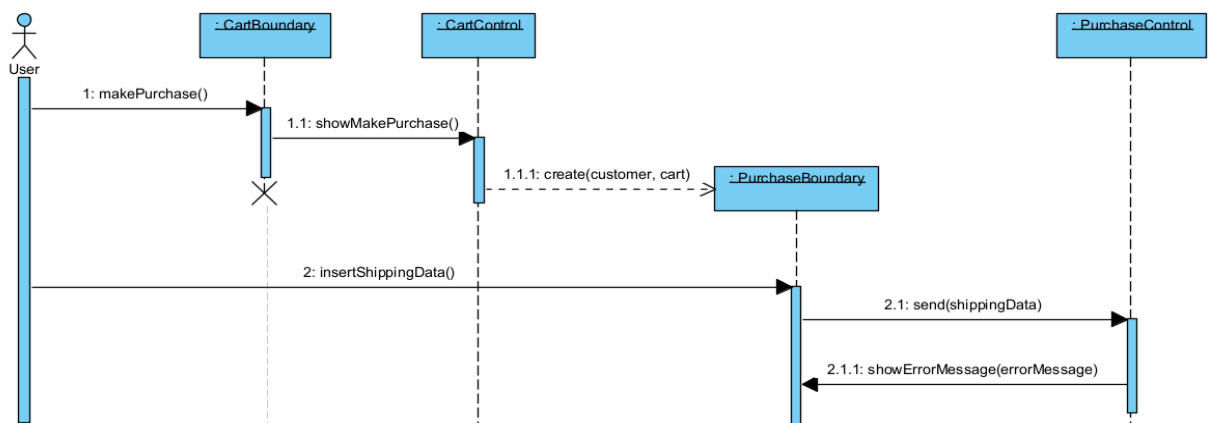 : CartBoundary
: CartControl
: PurchaseControl
User
1: makePurchase()
1.1: showMakePurchase()
1.1.1: create(customer, cart)
: PurchaseBoundary
2: insertShippingData()
2.1: send(shippingData)
2.1.1: showErrorMessage(errorMessage)